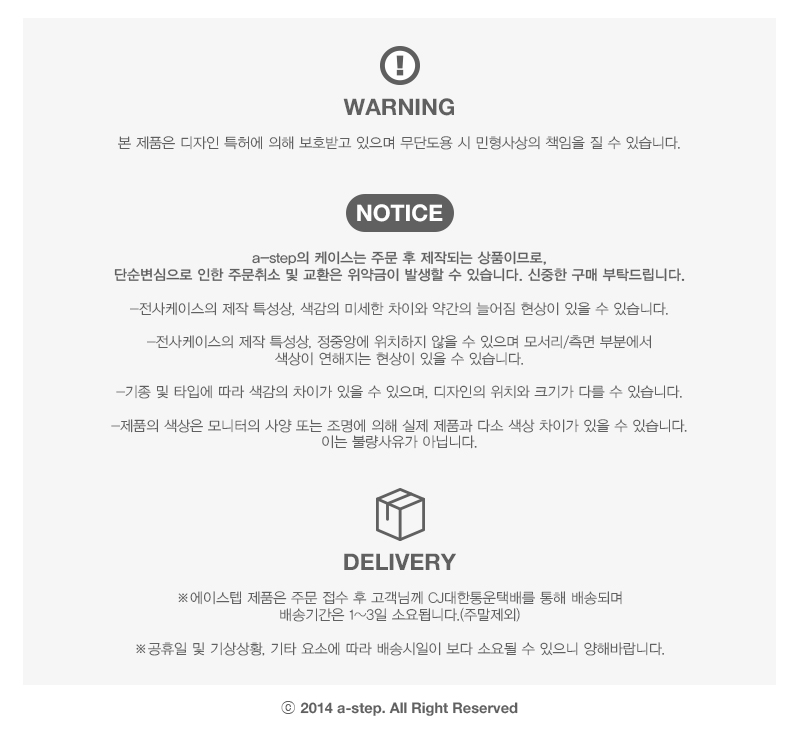 WARNING
본 제품은 디자인 특허에 의해 보호받고 있으며 무단도용 시 민형사상의 책임을 질 수 있습니다.
NOTICE
a-step의 케이스는 주문 후 제작되는 상품이므로,
단순변심으로 인한 주문취소 및 교환은 위약금이 발생할 수 있습니다. 신중한 구매 부탁드립니다.
-전사케이스의 제작 특성상, 색감의 미세한 차이와 약간의 늘어짐 현상이 있을 수 있습니다.
-전사케이스의 제작 특성상, 정중앙에 위치하지 않을 수 있으며 모서리/측면 부분에서
색상이 연해지는 현상이 있을 수 있습니다.
-기종 및 타입에 따라 색감의 차이가 있을 수 있으며, 디자인의 위치와 크기가 다를 수 있습니다.
-제품의 색상은 모니터의 사양 또는 조명에 의해 실제 제품과 다소 색상 차이가 있을 수 있습니다.
이는 불량사유가 아닙니다.
DELIVERY
※에이스텝 제품은 주문 접수 후 고객님께 CJ대한통운택배를 통해 배송되며
배송기간은 1~3일 소요됩니다.(주말제외)
※공휴일 및 기상상황, 기타 요소에 따라 배송시일이 보다 소요될 수 있으니 양해바랍니다.
ⓒ 2014 a-step. All Right Reserved